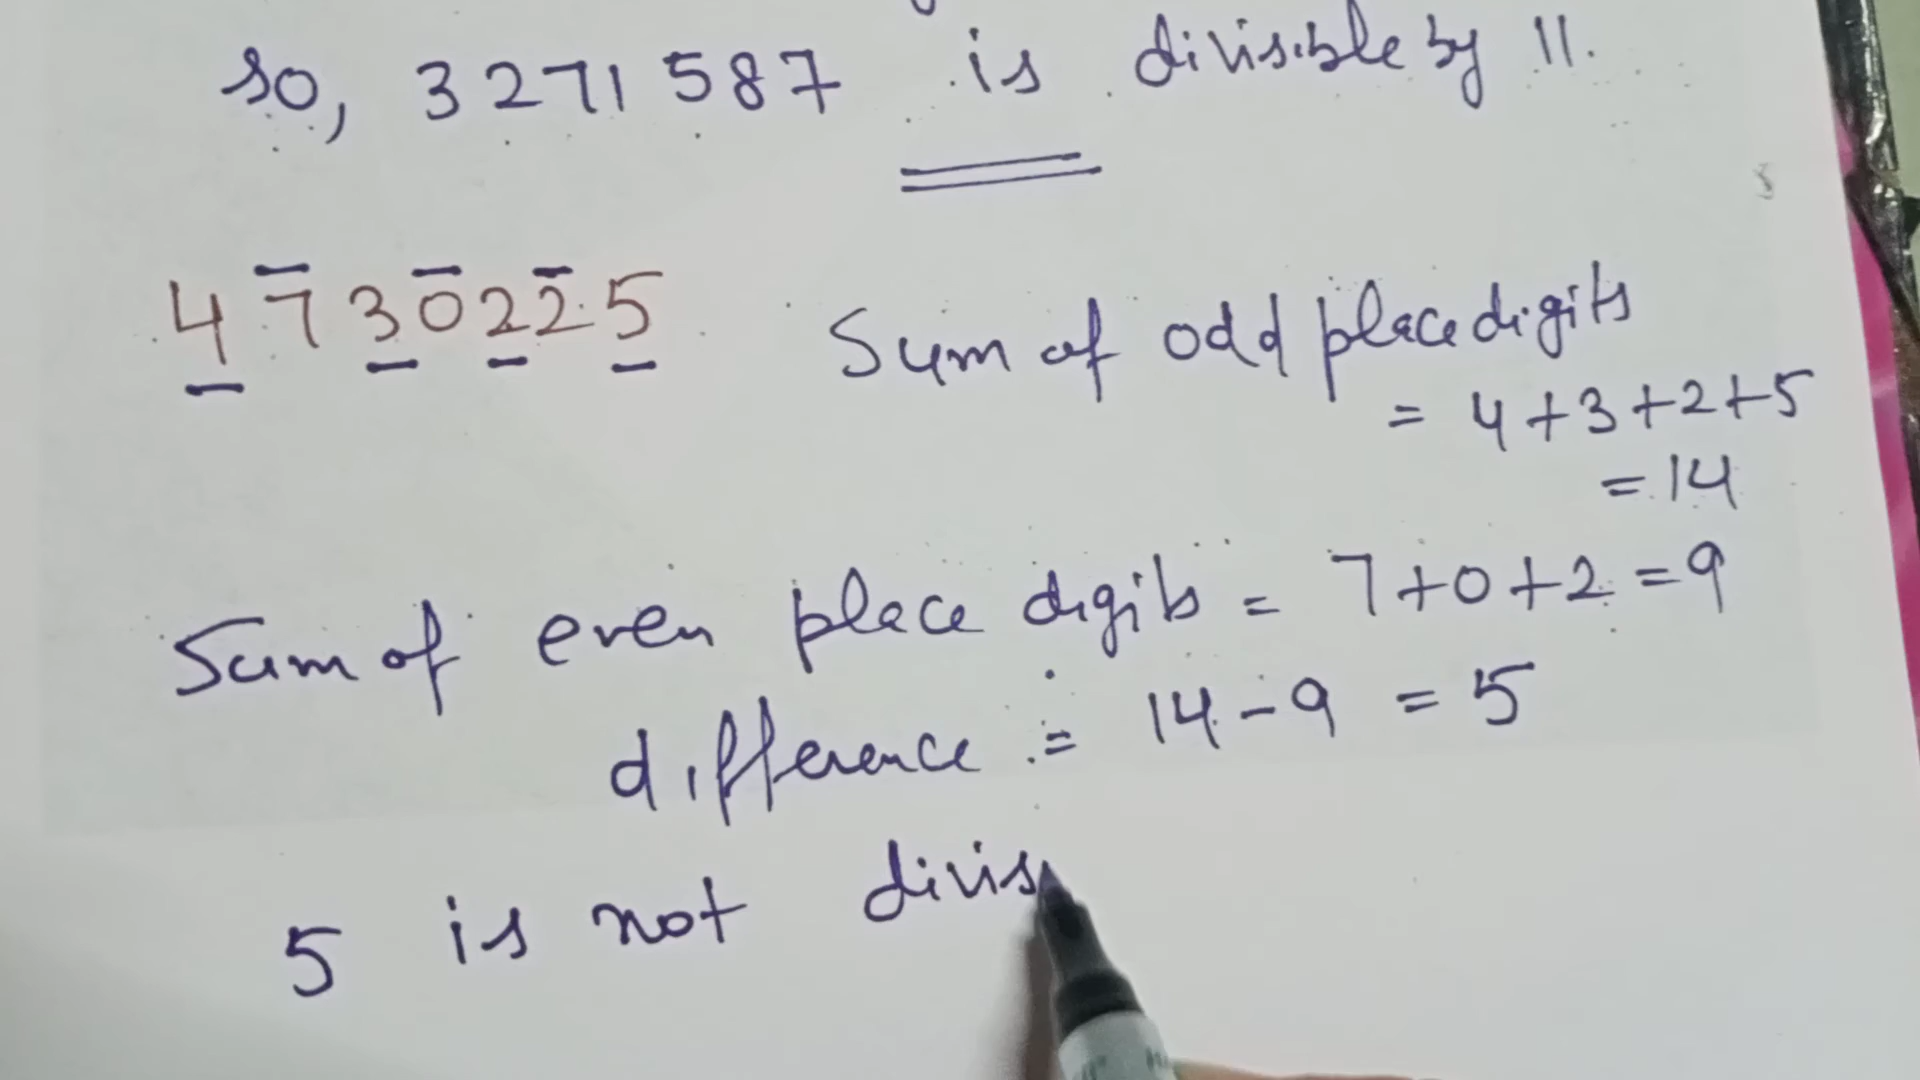 so, 3271587 is divisible by 11.
4730225 Sum of odd place digits
= 4+3+2+5
= 14
Sum of even place digits = 7+0+2 = 9
difference = 14-9 = 5
5 is not divis